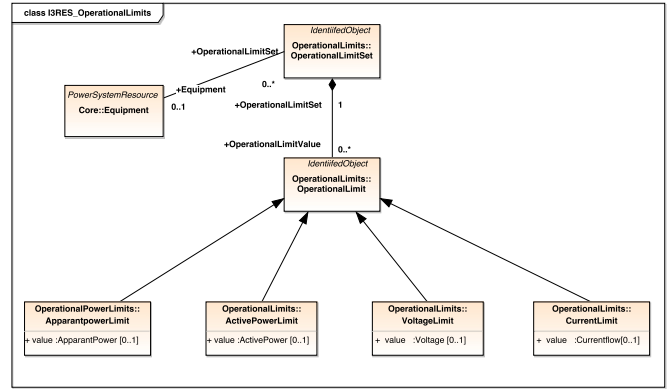 class I3RES_OperationalLimits
IdentiifedObject
OperationalLimits::
OperationalLimitSet
+OperationalLimitSet
0..*
+Equipment
0..1
PowerSystemResource
Core::Equipment
+OperationalLimitSet
1
+OperationalLimitValue
0..*
IdentiifedObject
OperationalLimits::
OperationalLimit
OperationalPowerLimits::
ApparantpowerLimit
+ value :ApparantPower [0..1]
OperationalLimits::
ActivePowerLimit
+ value :ActivePower [0..1]
OperationalLimits::
VoltageLimit
+ value :Voltage [0..1]
OperationalLimits::
CurrentLimit
+ value :Currentflow[0..1]